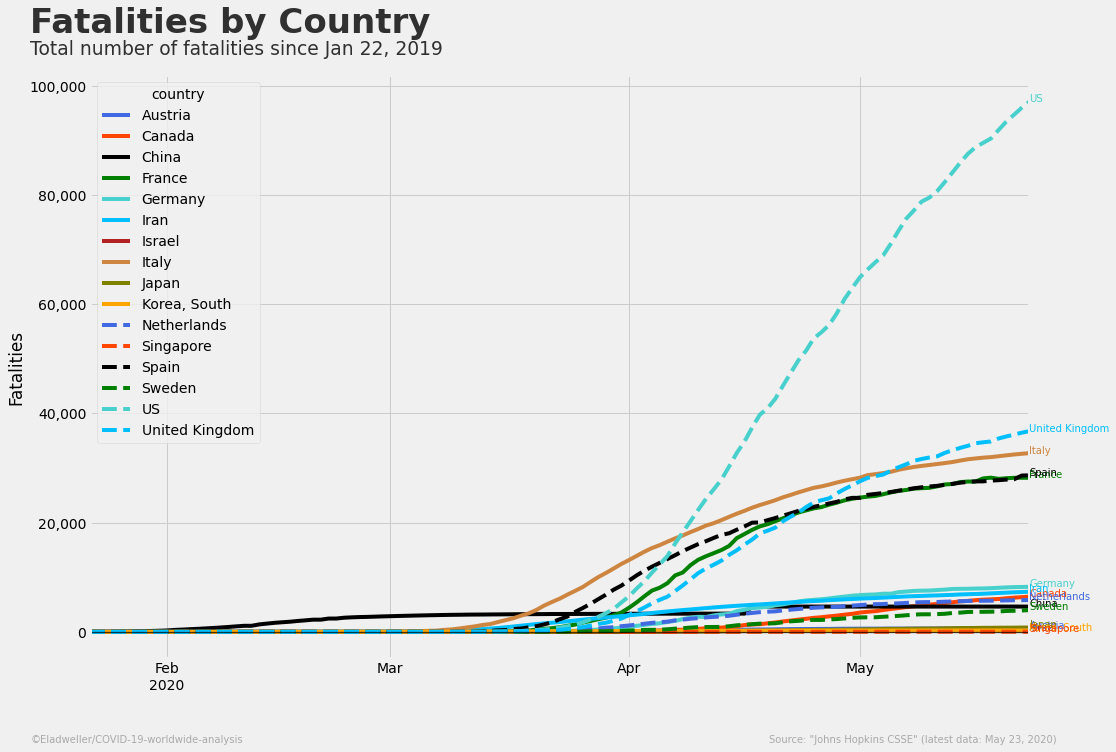 Fatalities by Country
Total number of fatalities since Jan 22, 2019
100,000
80,000
60,000
40,000
20,000
0
Fatalities
country
Austria
Canada
China
France
Germany
Iran
Israel
Italy
Japan
Korea, South
Netherlands
Singapore
Spain
Sweden
US
United Kingdom
US
United Kingdom
Italy
Spain
France
Germany
Iran
Canada
Netherlands
China
Sweden
Feb
2020
Mar
Apr
May
©Eladweller/COVID-19-worldwide-analysis
Source: "Johns Hopkins CSSE" (latest data: May 23, 2020)